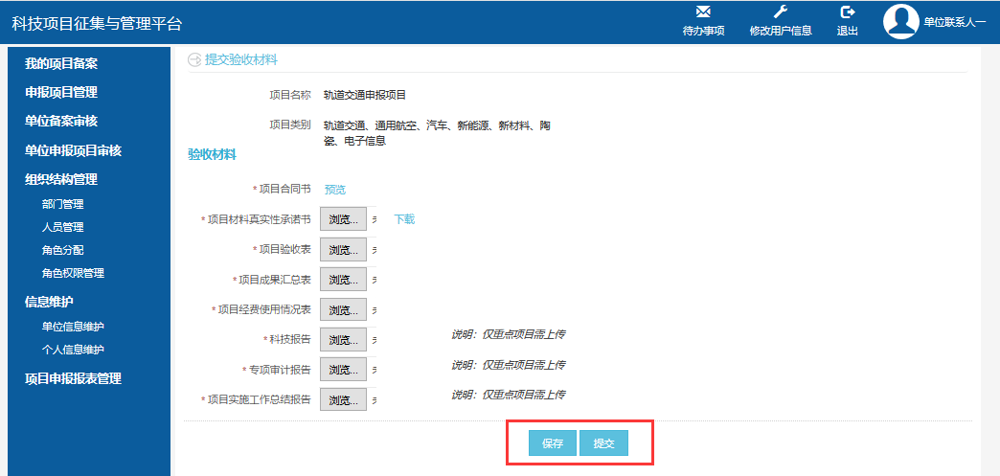 科技项目征集与管理平台
待办事项
修改用户信息
退出
单位联系人一
我的项目备案
申报项目管理
单位备案审核
单位申报项目审核
组织结构管理
部门管理
人员管理
角色分配
角色权限管理
信息维护
单位信息维护
个人信息维护
项目申报报表管理
提交验收材料
项目名称 轨道交通申报项目
项目类别 轨道交通、通用航空、汽车、新能源、新材料、陶
瓷、电子信息
验收材料
* 项目合同书 预览
* 项目材料真实性承诺书 浏览... 下载
* 项目验收表 浏览...
* 项目成果汇总表 浏览...
* 项目经费使用情况表 浏览...
* 科技报告 浏览... 说明：仅重点项目需上传
* 专项审计报告 浏览... 说明：仅重点项目需上传
* 项目实施工作总结报告 浏览... 说明：仅重点项目需上传
保存 提交